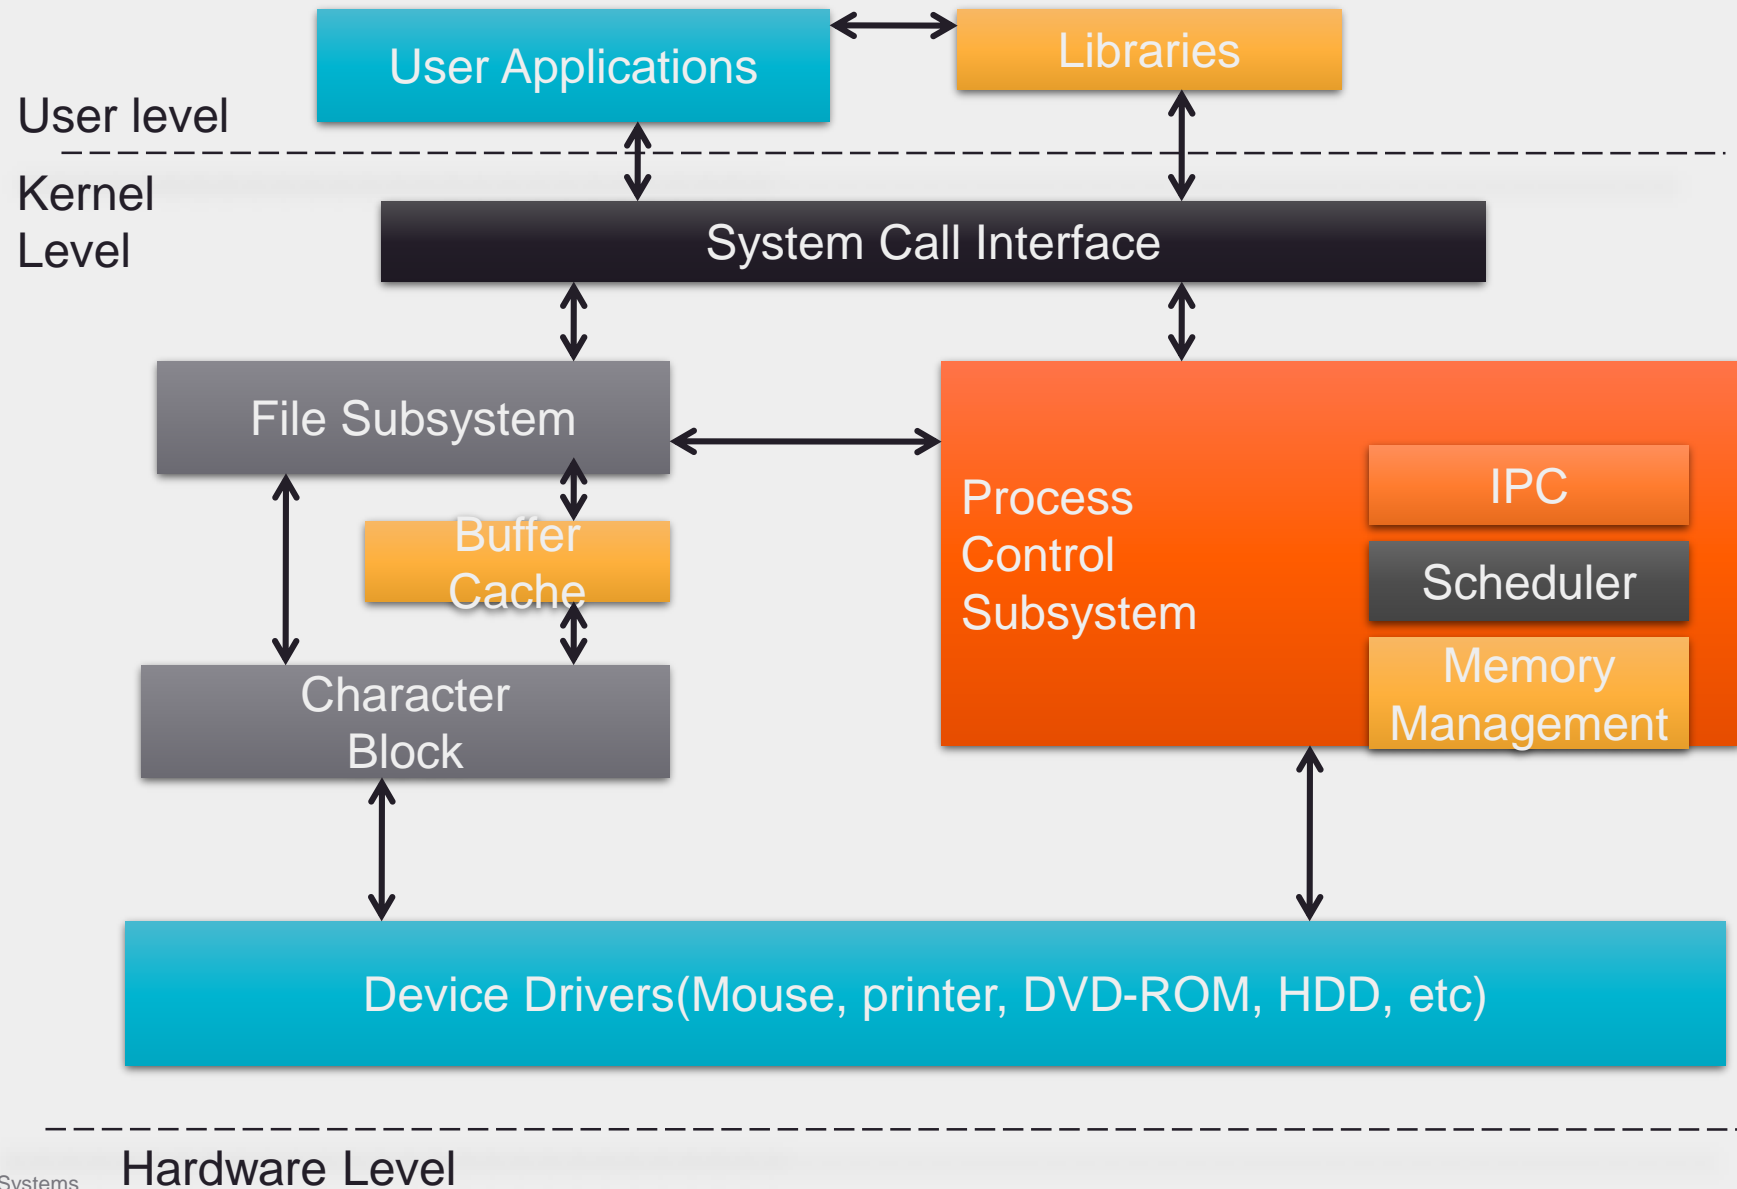 User Applications
Libraries
User level
Kernel
Level
System Call Interface
File Subsystem
Process
Control
Subsystem
IPC
Buffer
Cache
Scheduler
Memory
Management
Character
Block
Device Drivers(Mouse, printer, DVD-ROM, HDD, etc)
Hardware Level
Systems